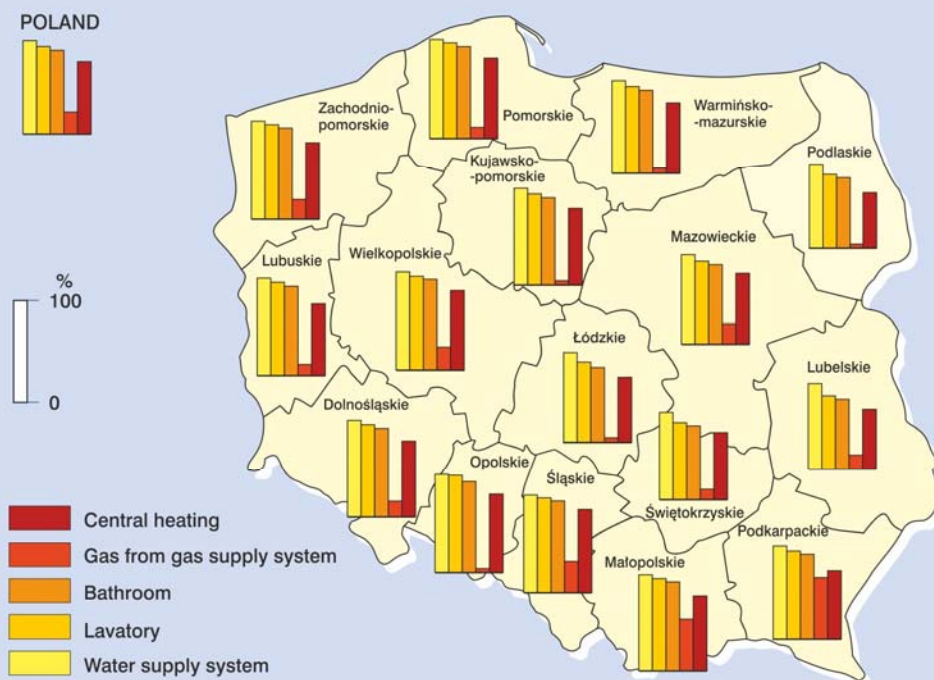 POLAND
Zachodnio-
pomorskie
Pomorskie
Warmińsko-
-mazurskie
Podlaskie
Kujawsko-
-pomorskie
Mazowieckie
Lubuskie
Wielkopolskie
%
100
0
Łódzkie
Lubelskie
Dolnośląskie
Opolskie
Śląskie
Świętokrzyskie
Podkarpackie
Małopolskie
Central heating
Gas from gas supply system
Bathroom
Lavatory
Water supply system